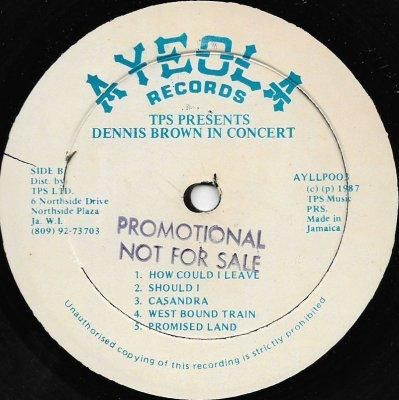 AYEOLA
RECORDS
TPS PRESENTS
DENNIS BROWN IN CONCERT
SIDE B
Dist. by
TPS LTD.
6 Northside Drive
Northside Plaza
Ja. W.I.
(809) 92-73703
AYLLP003
(c) (p) 1987
TPS Music
PRS.
Made in
Jamaica
PROMOTIONAL
NOT FOR SALE
1. HOW COULD I LEAVE
2. SHOULD I
3. CASANDRA
4. WEST BOUND TRAIN
5. PROMISED LAND
Unauthorised copying of this recording is strictly prohibited